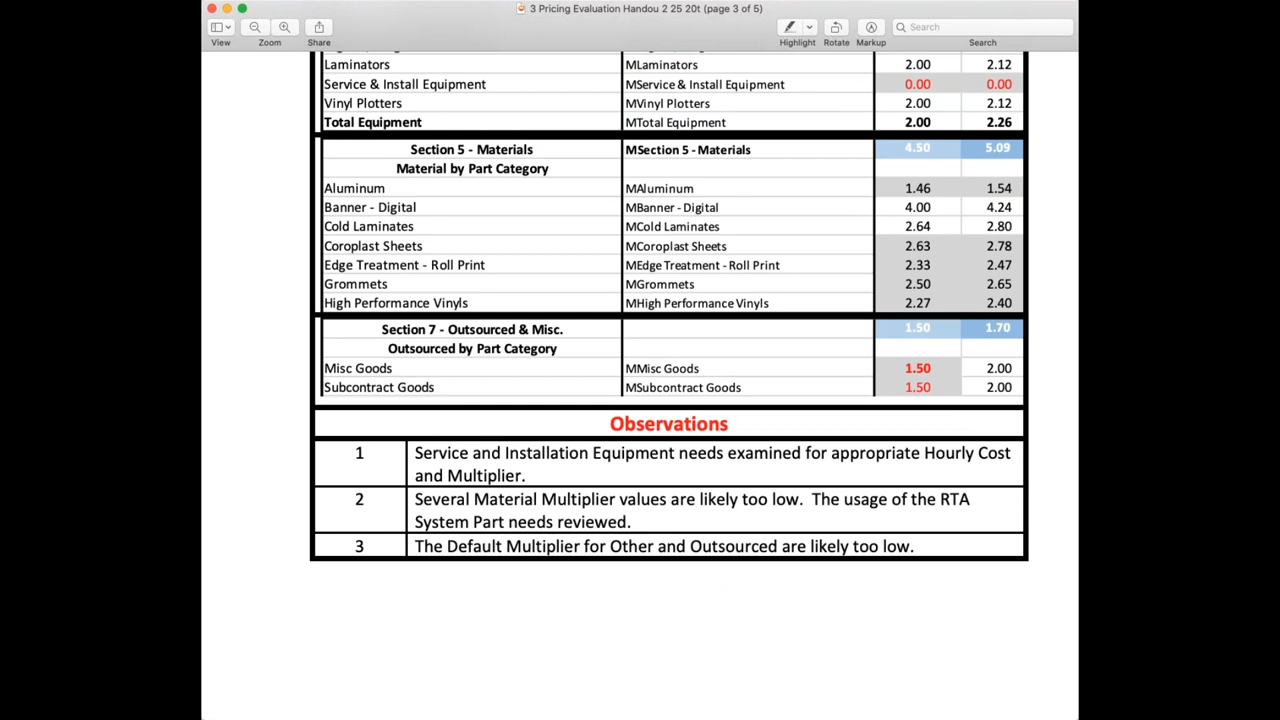 3 Pricing Evaluation Handou 2 25 20t (page 3 of 5)
View Zoom Share Highlight Rotate Markup Search
Search
Laminators MLaminators 2.00 2.12
Service & Install Equipment MService & Install Equipment 0.00 0.00
Vinyl Plotters MVinyl Plotters 2.00 2.12
Total Equipment MTotal Equipment 2.00 2.26
Section 5 - Materials MSection 5 - Materials 4.50 5.09
Material by Part Category
Aluminum MAluminum 1.46 1.54
Banner - Digital MBanner - Digital 4.00 4.24
Cold Laminates MCold Laminates 2.64 2.80
Coroplast Sheets MCoroplast Sheets 2.63 2.78
Edge Treatment - Roll Print MEdge Treatment - Roll Print 2.33 2.47
Grommets MGrommets 2.50 2.65
High Performance Vinyls MHigh Performance Vinyls 2.27 2.40
Section 7 - Outsourced & Misc. 1.50 1.70
Outsourced by Part Category
Misc Goods MMisc Goods 1.50 2.00
Subcontract Goods MSubcontract Goods 1.50 2.00
Observations
1 Service and Installation Equipment needs examined for appropriate Hourly Cost
and Multiplier.
2 Several Material Multiplier values are likely too low. The usage of the RTA
System Part needs reviewed.
3 The Default Multiplier for Other and Outsourced are likely too low.